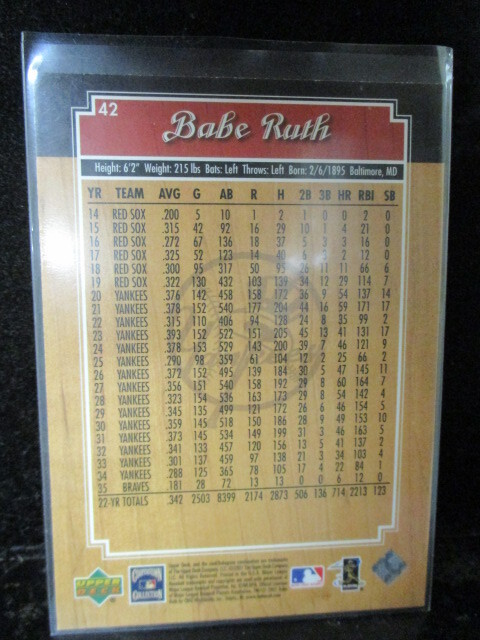 42
Babe Ruth
Height: 6'2" Weight: 215 lbs Bats: Left Throws: Left Born: 2/6/1895 Baltimore, MD
YR TEAM AVG G AB R H 2B 3B HR RBI SB
14 RED SOX .200 5 10 1 2 1 0 0 2 0
15 RED SOX .315 42 92 16 29 10 1 4 21 0
16 RED SOX .272 67 136 18 37 5 3 3 16 0
17 RED SOX .325 52 123 14 40 6 3 2 12 0
18 RED SOX .300 95 317 50 95 26 11 11 66 6
19 RED SOX .322 130 432 103 139 34 12 29 114 7
20 YANKEES .376 142 458 158 172 36 9 54 137 14
21 YANKEES .378 152 540 177 204 44 16 59 171 17
22 YANKEES .315 110 406 94 128 24 8 35 99 2
23 YANKEES .393 152 522 151 205 45 13 41 131 17
24 YANKEES .378 153 529 143 200 39 7 46 121 9
25 YANKEES .290 98 359 61 104 12 2 25 66 2
26 YANKEES .372 152 495 139 184 30 5 47 145 11
27 YANKEES .356 151 540 158 192 29 8 60 164 7
28 YANKEES .323 154 536 163 173 29 8 54 142 4
29 YANKEES .345 135 499 121 172 26 6 46 154 5
30 YANKEES .359 145 518 150 186 28 9 49 153 10
31 YANKEES .373 145 534 149 199 31 3 46 163 5
32 YANKEES .341 133 457 120 156 13 5 41 137 2
33 YANKEES .301 137 459 97 138 21 3 34 103 4
34 YANKEES .288 125 365 78 105 17 4 22 84 1
35 BRAVES .181 28 72 13 13 0 0 6 12 0
22-YR TOTALS .342 2503 8399 2174 2873 506 136 714 2213 123
UPPER DECK
COOPERSTOWN COLLECTION